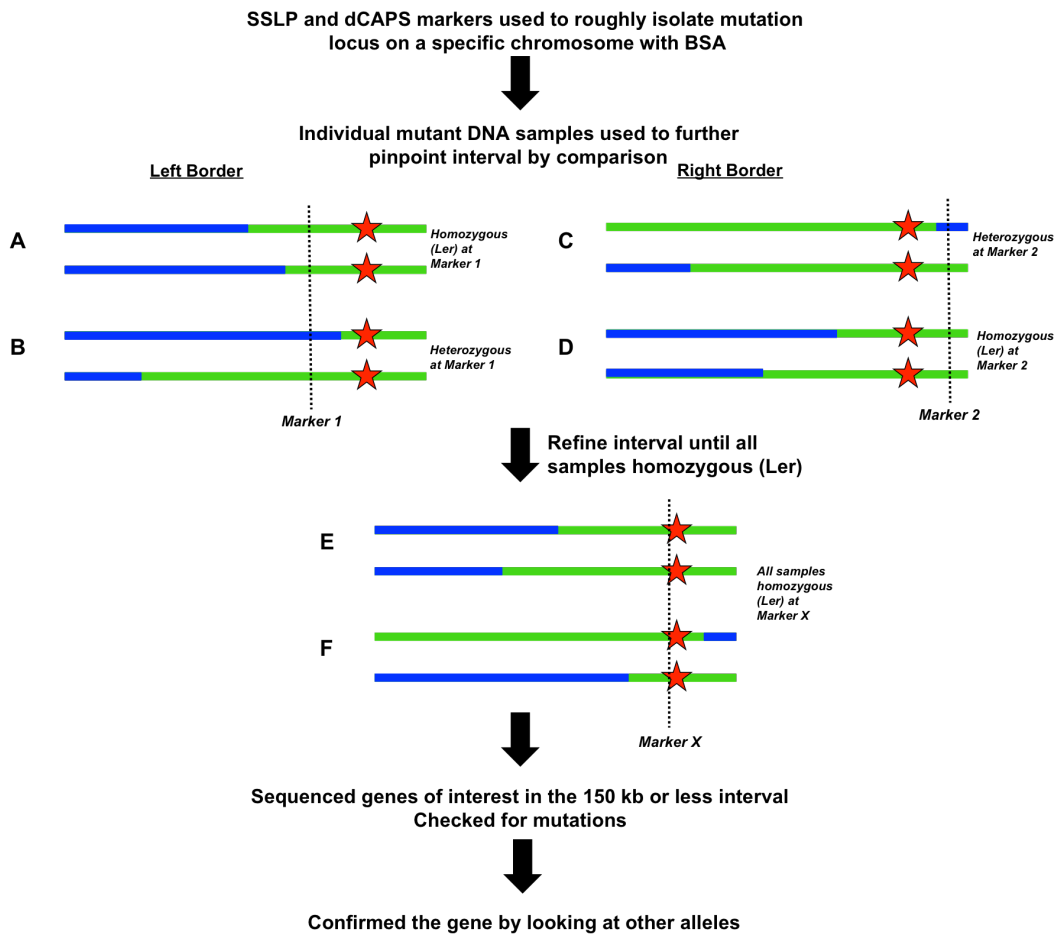 SSLP and dCAPS markers used to roughly isolate mutation
locus on a specific chromosome with BSA
Individual mutant DNA samples used to further
pinpoint interval by comparison
Left Border
Right Border
A
Homozygous
(Ler) at
Marker 1
B
Heterozygous
at Marker 1
Marker 1
C
Heterozygous
at Marker 2
D
Homozygous
(Ler) at
Marker 2
Marker 2
Refine interval until all
samples homozygous (Ler)
E
All samples
homozygous
(Ler) at
Marker X
F
Marker X
Sequenced genes of interest in the 150 kb or less interval
Checked for mutations
Confirmed the gene by looking at other alleles